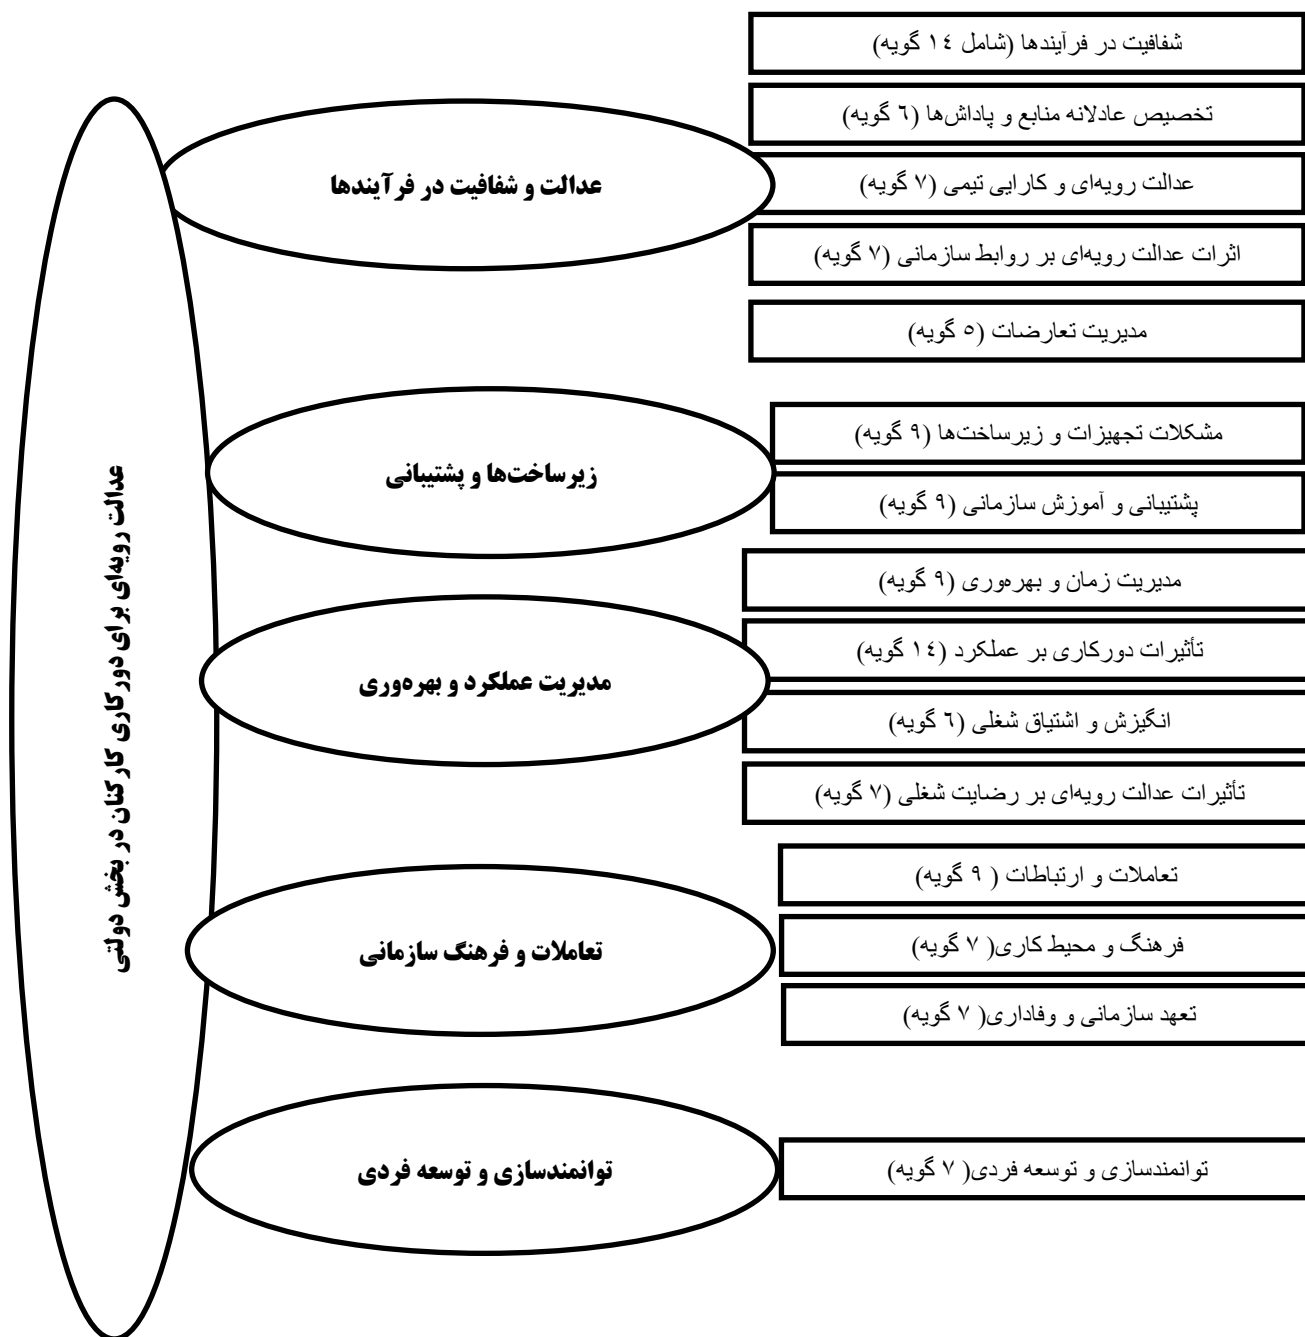 عدالت رویه‌ای برای دورکاری کارکنان در بخش دولتی
عدالت و شفافیت در فرآیندها
شفافیت در فرآیندها (شامل ۱٤ گویه)
تخصیص عادلانه منابع و پاداش‌ها (٦ گویه)
عدالت رویه‌ای و کارایی تیمی (۷ گویه)
اثرات عدالت رویه‌ای بر روابط سازمانی (۷ گویه)
مدیریت تعارضات (٥ گویه)
زیرساخت‌ها و پشتیبانی
مشکلات تجهیزات و زیرساخت‌ها (۹ گویه)
پشتیبانی و آموزش سازمانی (۹ گویه)
مدیریت عملکرد و بهره‌وری
مدیریت زمان و بهره‌وری (۹ گویه)
تأثیرات دورکاری بر عملکرد (۱٤ گویه)
انگیزش و اشتیاق شغلی (٦ گویه)
تأثیرات عدالت رویه‌ای بر رضایت شغلی (۷ گویه)
تعاملات و فرهنگ سازمانی
تعاملات و ارتباطات ( ۹ گویه)
فرهنگ و محیط کاری( ۷ گویه)
تعهد سازمانی و وفاداری( ۷ گویه)
توانمندسازی و توسعه فردی
توانمندسازی و توسعه فردی( ۷ گویه)